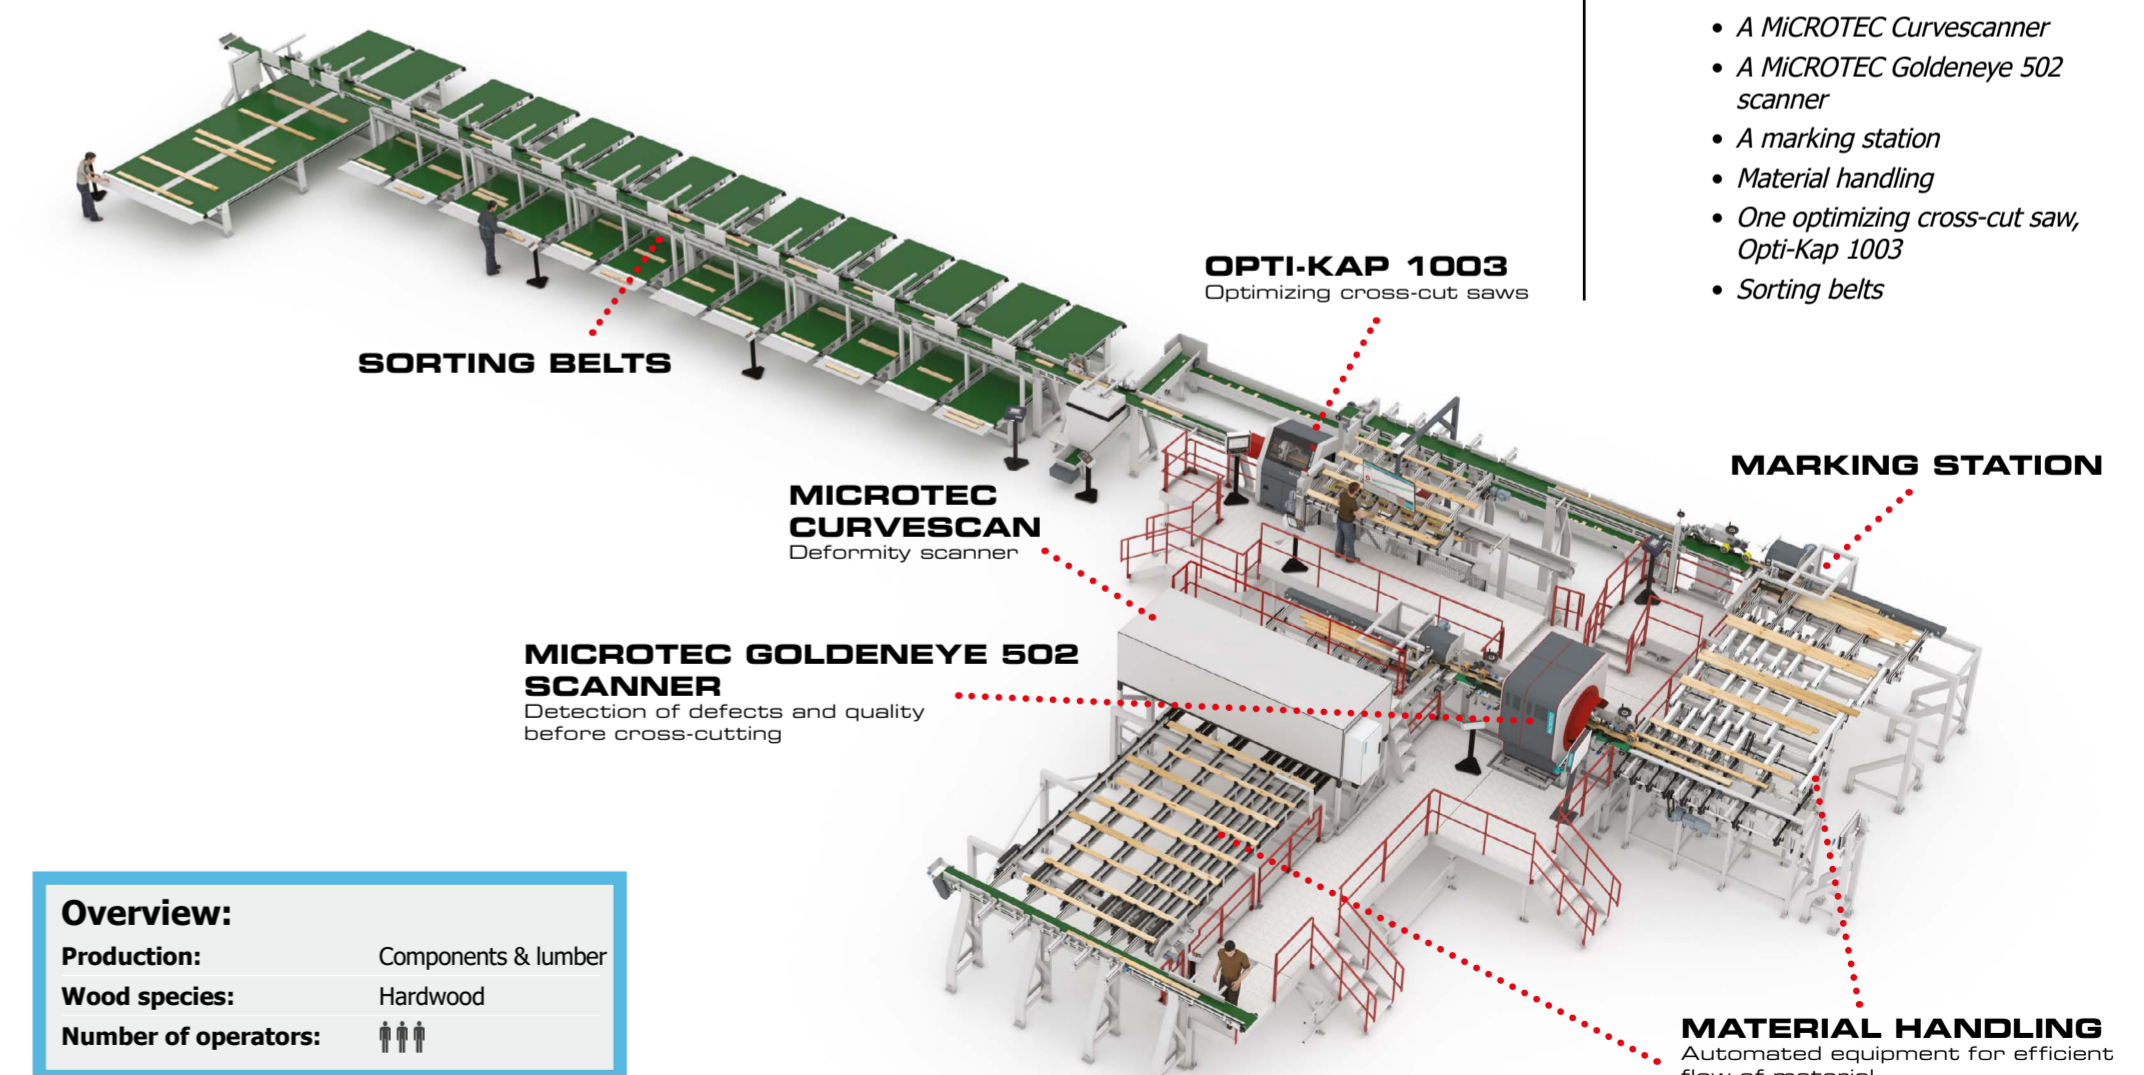 • A MiCROTEC Curvescanner
• A MiCROTEC Goldeneye 502
scanner
• A marking station
• Material handling
• One optimizing cross-cut saw,
Opti-Kap 1003
• Sorting belts
OPTI-KAP 1003
Optimizing cross-cut saws
SORTING BELTS
MARKING STATION
MICROTEC
CURVESCAN
Deformity scanner
MICROTEC GOLDENEYE 502
SCANNER
Detection of defects and quality
before cross-cutting
Overview:
Production: Components & lumber
Wood species: Hardwood
Number of operators:
MATERIAL HANDLING
Automated equipment for efficient
flow of material